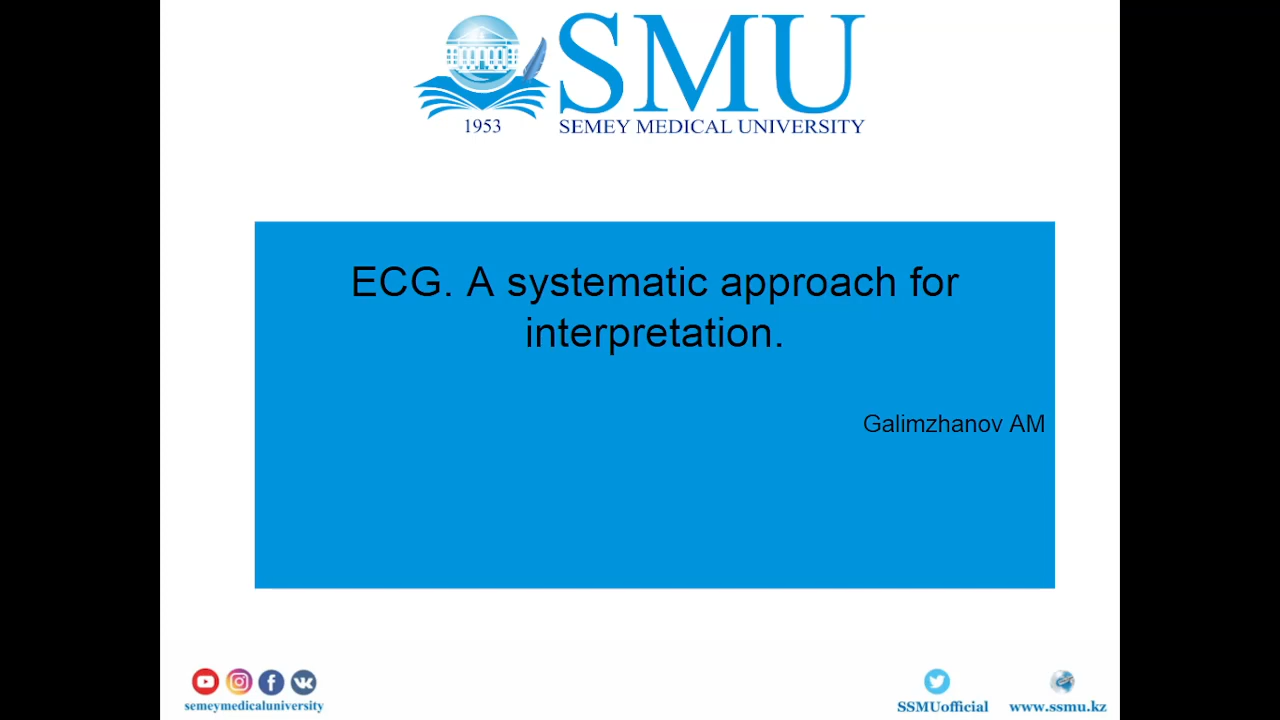 SMU
1953
SEMEY MEDICAL UNIVERSITY
ECG. A systematic approach for
interpretation.
Galimzhanov AM
semeymedicaluniversity
SSMUofficial
www.ssmu.kz